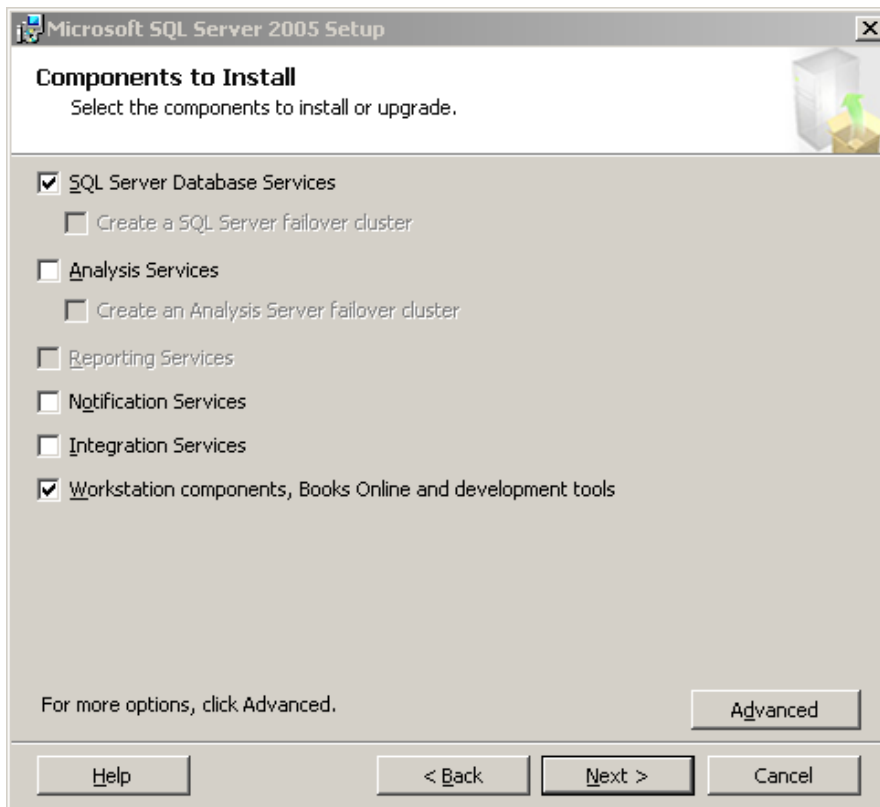 Microsoft SQL Server 2005 Setup
Components to Install
Select the components to install or upgrade.
SQL Server Database Services
Create a SQL Server failover cluster
Analysis Services
Create an Analysis Server failover cluster
Reporting Services
Notification Services
Integration Services
Workstation components, Books Online and development tools
For more options, click Advanced.
Advanced
Help
< Back
Next >
Cancel